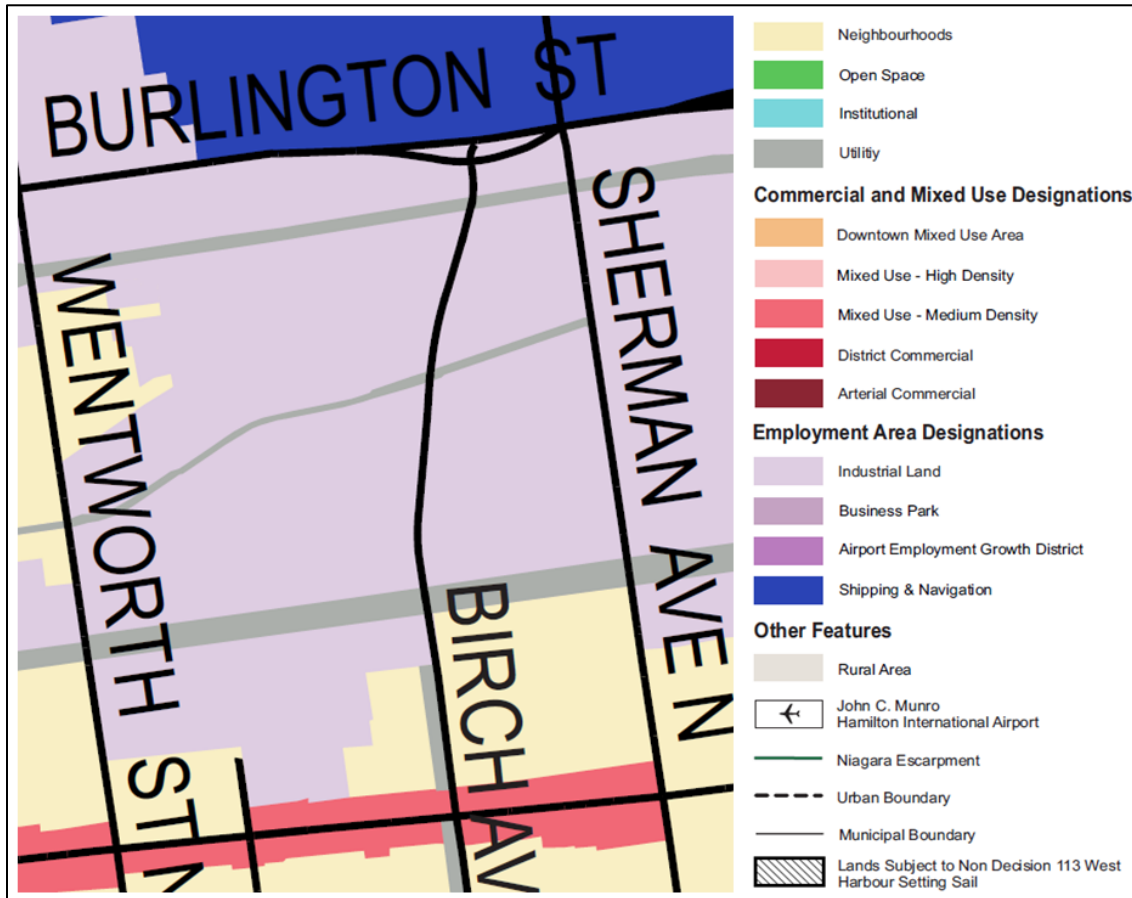 BURLINGTON ST
WENTWORTH ST N
SHERMAN AVE N
BIRCH AV
Neighbourhoods
Open Space
Institutional
Utilitiy
Commercial and Mixed Use Designations
Downtown Mixed Use Area
Mixed Use - High Density
Mixed Use - Medium Density
District Commercial
Arterial Commercial
Employment Area Designations
Industrial Land
Business Park
Airport Employment Growth District
Shipping & Navigation
Other Features
Rural Area
John C. Munro
Hamilton International Airport
Niagara Escarpment
Urban Boundary
Municipal Boundary
Lands Subject to Non Decision 113 West
Harbour Setting Sail